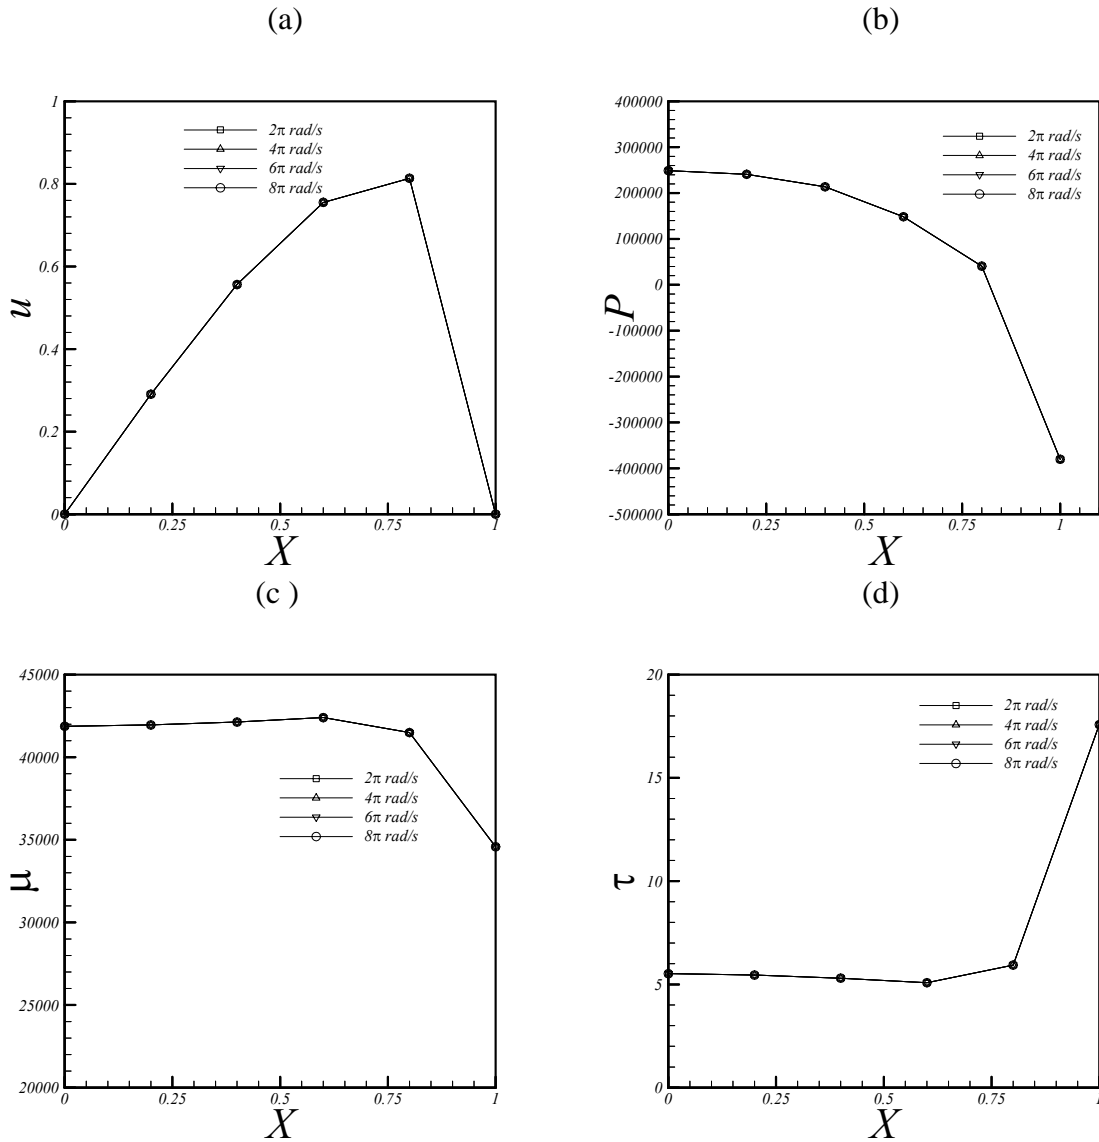 (a)
1
0.8
0.6
0.4
0.2
0
u
2π rad/s
4π rad/s
6π rad/s
8π rad/s
0
0.25
0.5
0.75
1
X
(b)
400000
300000
200000
100000
0
-100000
-200000
-300000
-400000
-500000
P
2π rad/s
4π rad/s
6π rad/s
8π rad/s
0
0.25
0.5
0.75
1
X
(c )
45000
40000
35000
30000
25000
20000
μ
2π rad/s
4π rad/s
6π rad/s
8π rad/s
0
0.25
0.5
0.75
1
X
(d)
20
15
10
5
0
τ
2π rad/s
4π rad/s
6π rad/s
8π rad/s
0
0.25
0.5
0.75
1
X